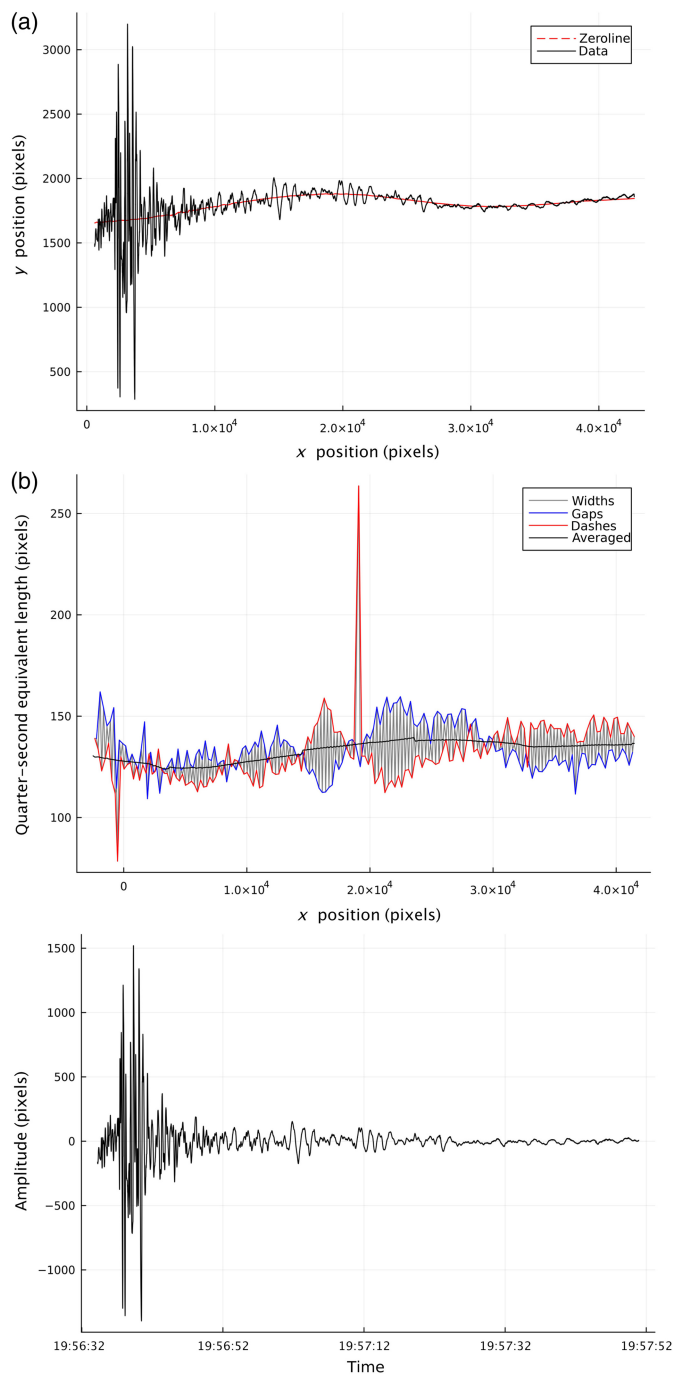 (a)
3000
2500
2000
1500
1000
500
y position (pixels)
Zeroline
Data
0
1.0×10⁴
2.0×10⁴
3.0×10⁴
4.0×10⁴
x position (pixels)
(b)
250
200
150
100
Quarter-second equivalent length (pixels)
Widths
Gaps
Dashes
Averaged
0
1.0×10⁴
2.0×10⁴
3.0×10⁴
4.0×10⁴
x position (pixels)
1500
1000
500
0
−500
−1000
Amplitude (pixels)
19:56:32
19:56:52
19:57:12
19:57:32
19:57:52
Time